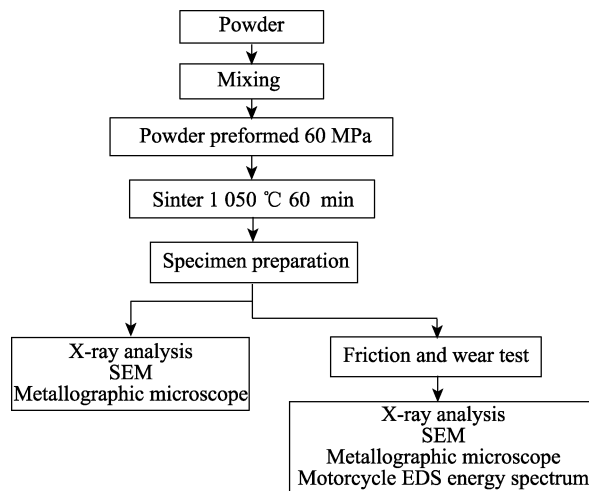 Powder
Mixing
Powder preformed 60 MPa
Sinter 1 050 ℃ 60 min
Specimen preparation
X-ray analysis
SEM
Metallographic microscope
Friction and wear test
X-ray analysis
SEM
Metallographic microscope
Motorcycle EDS energy spectrum